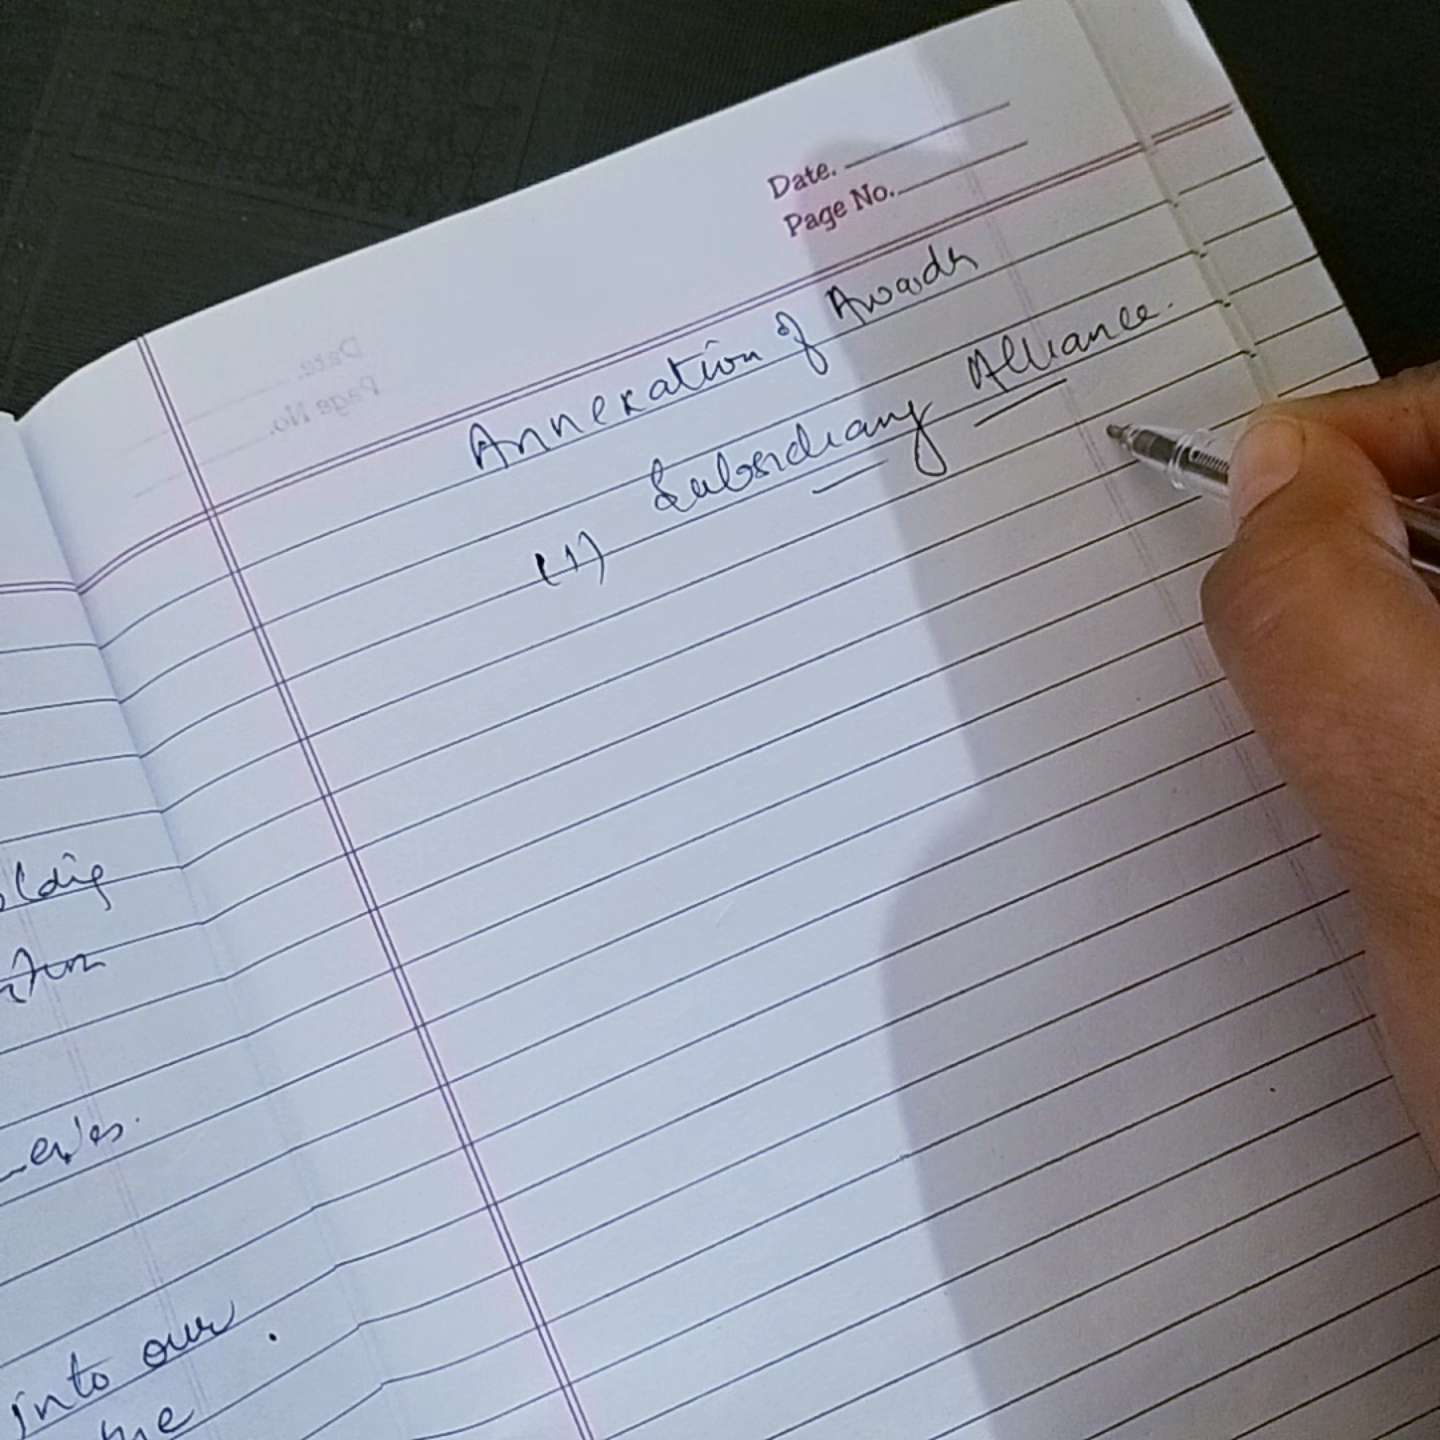 Date.
Page No.
Annexation of Awadh
(1) Subsidiary Alliance.
into our